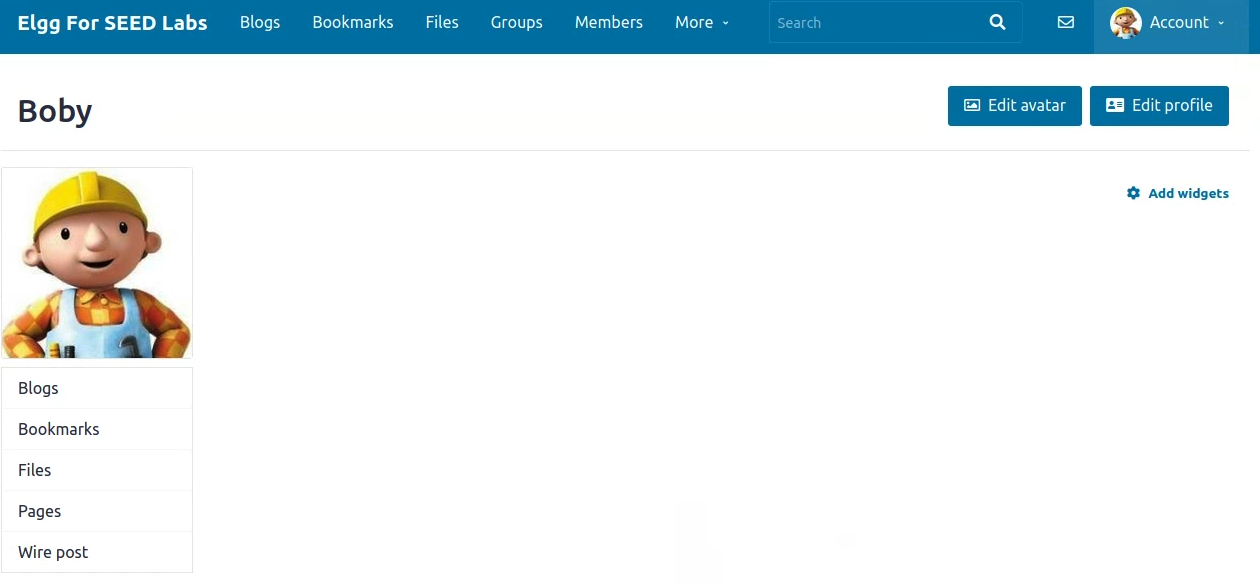 Elgg For SEED Labs Blogs Bookmarks Files Groups Members More Search Account
Boby
Edit avatar Edit profile
Add widgets
Blogs
Bookmarks
Files
Pages
Wire post